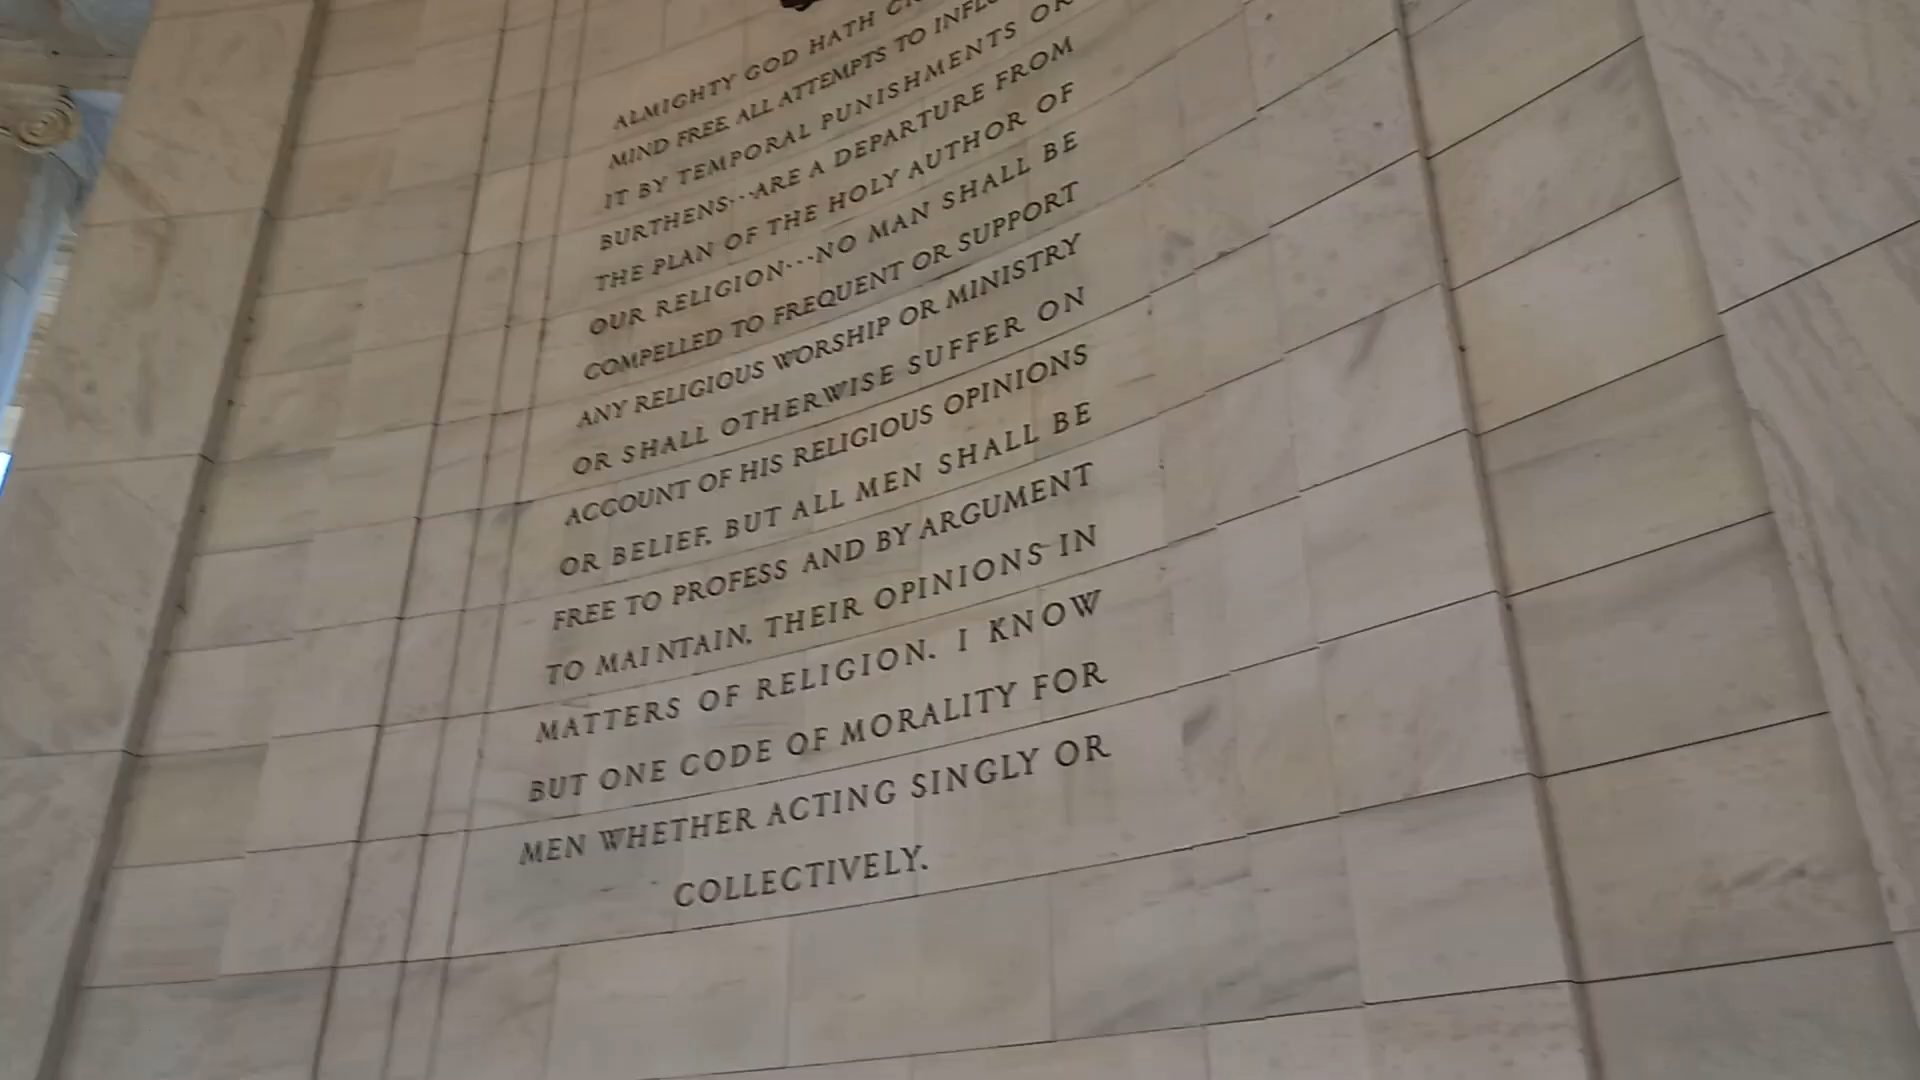 ALMIGHTY GOD HATH
MIND FREE. ALL ATTEMPTS TO
IT BY TEMPORAL PUNISHMENTS OR
BURTHENS···ARE A DEPARTURE FROM
THE PLAN OF THE HOLY AUTHOR OF
OUR RELIGION···NO MAN SHALL BE
COMPELLED TO FREQUENT OR SUPPORT
ANY RELIGIOUS WORSHIP OR MINISTRY
OR SHALL OTHERWISE SUFFER ON
ACCOUNT OF HIS RELIGIOUS OPINIONS
OR BELIEF, BUT ALL MEN SHALL BE
FREE TO PROFESS AND BY ARGUMENT
TO MAINTAIN, THEIR OPINIONS IN
MATTERS OF RELIGION. I KNOW
BUT ONE CODE OF MORALITY FOR
MEN WHETHER ACTING SINGLY OR
COLLECTIVELY.